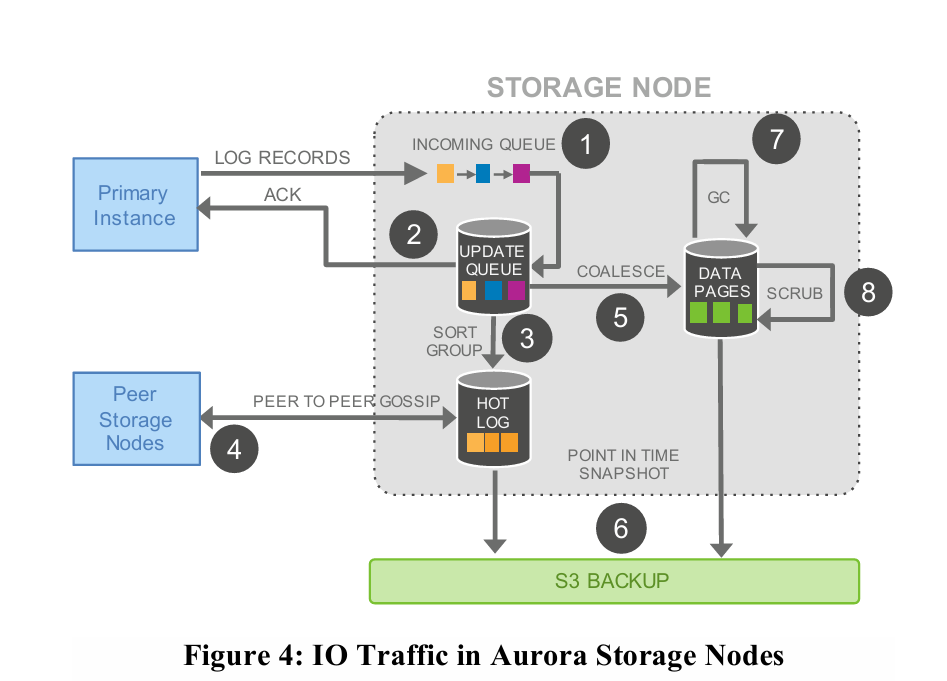 STORAGE NODE
INCOMING QUEUE
1
7
LOG RECORDS
Primary
Instance
ACK
GC
2
UPDATE
QUEUE
COALESCE
DATA
PAGES
SCRUB
8
5
SORT
GROUP
3
Peer
Storage
Nodes
PEER TO PEER GOSSIP
4
HOT
LOG
POINT IN TIME
SNAPSHOT
6
S3 BACKUP
Figure 4: IO Traffic in Aurora Storage Nodes